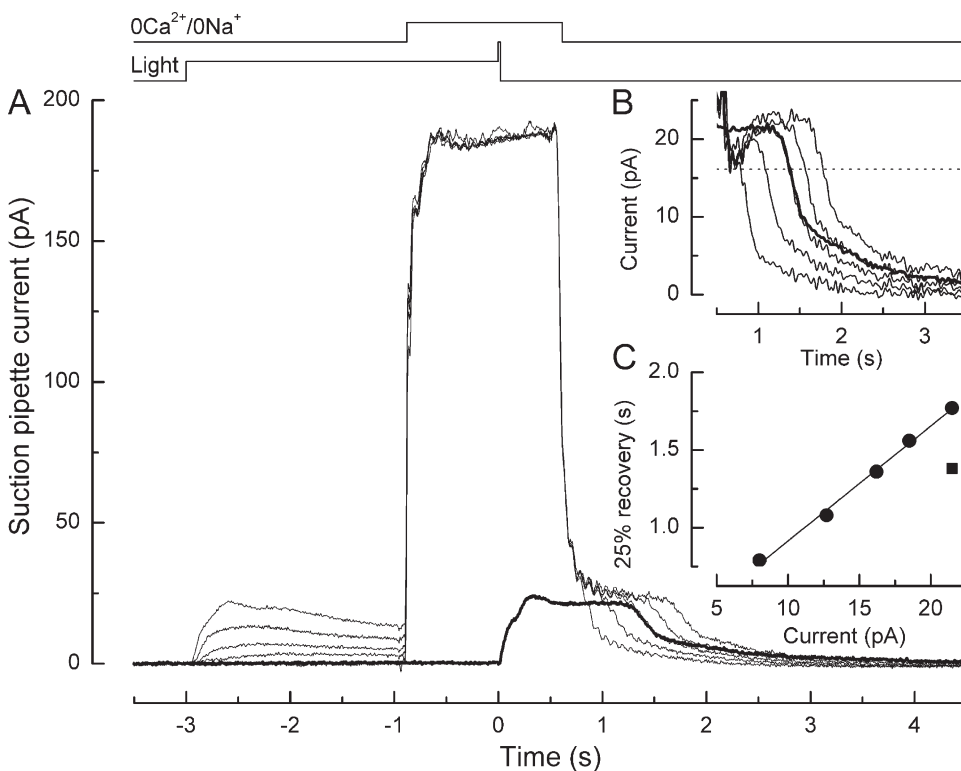 0Ca²⁺/0Na⁺
Light
A
200
150
100
50
0
Suction pipette current (pA)
-3
-2
-1
0
1
2
3
4
Time (s)
B
20
10
0
Current (pA)
1
2
3
Time (s)
C
2.0
1.5
1.0
25% recovery (s)
5
10
15
20
Current (pA)